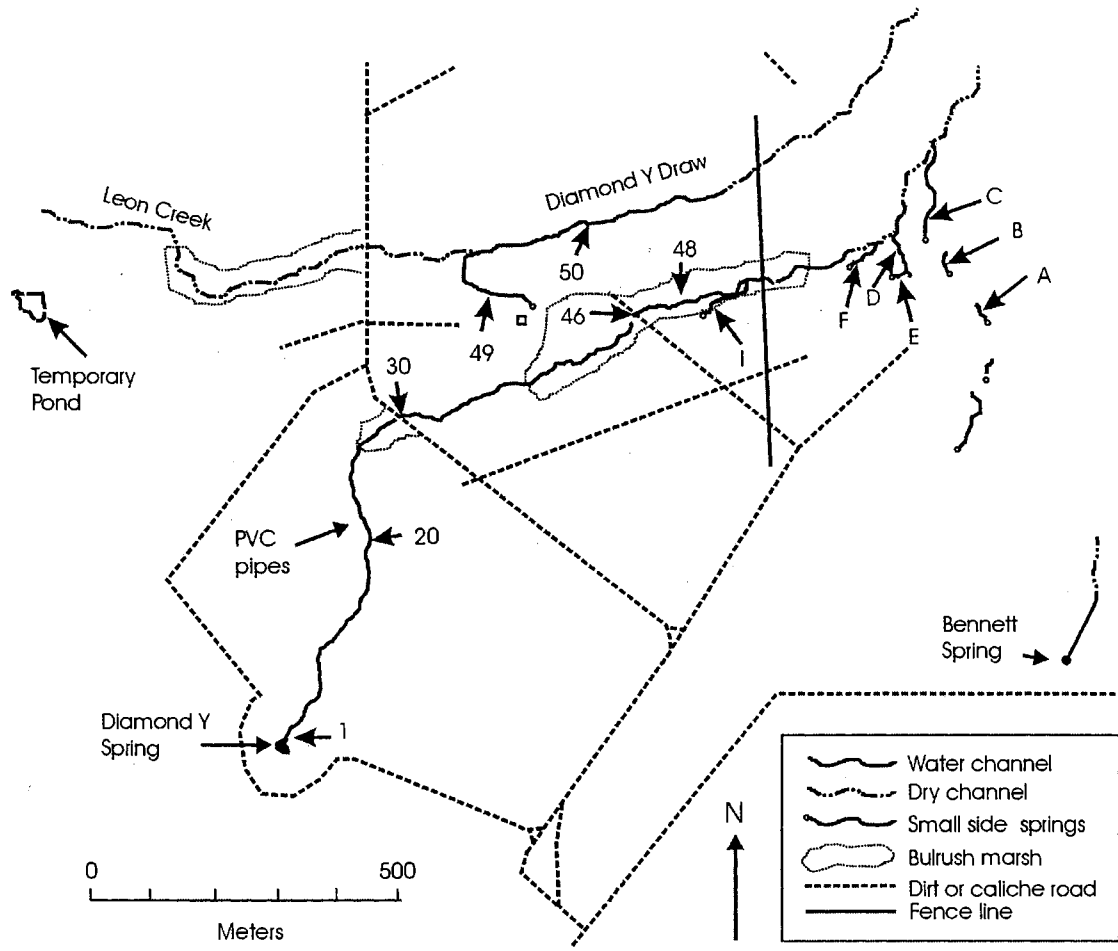 Leon Creek
Diamond Y Draw
C
B
A
50
48
46
49
F
D
E
I
Temporary
Pond
30
PVC
pipes
20
Bennett
Spring
Diamond Y
Spring
1
N
0 500
Meters
Water channel
Dry channel
Small side springs
Bulrush marsh
Dirt or caliche road
Fence line